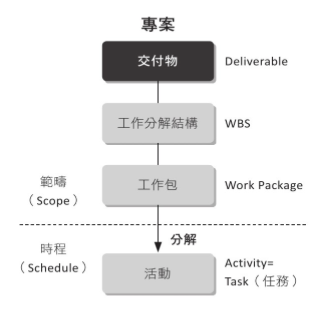 專案
交付物
Deliverable
工作分解結構
WBS
範疇
（Scope）
工作包
Work Package
分解
時程
（Schedule）
活動
Activity=
Task（任務）